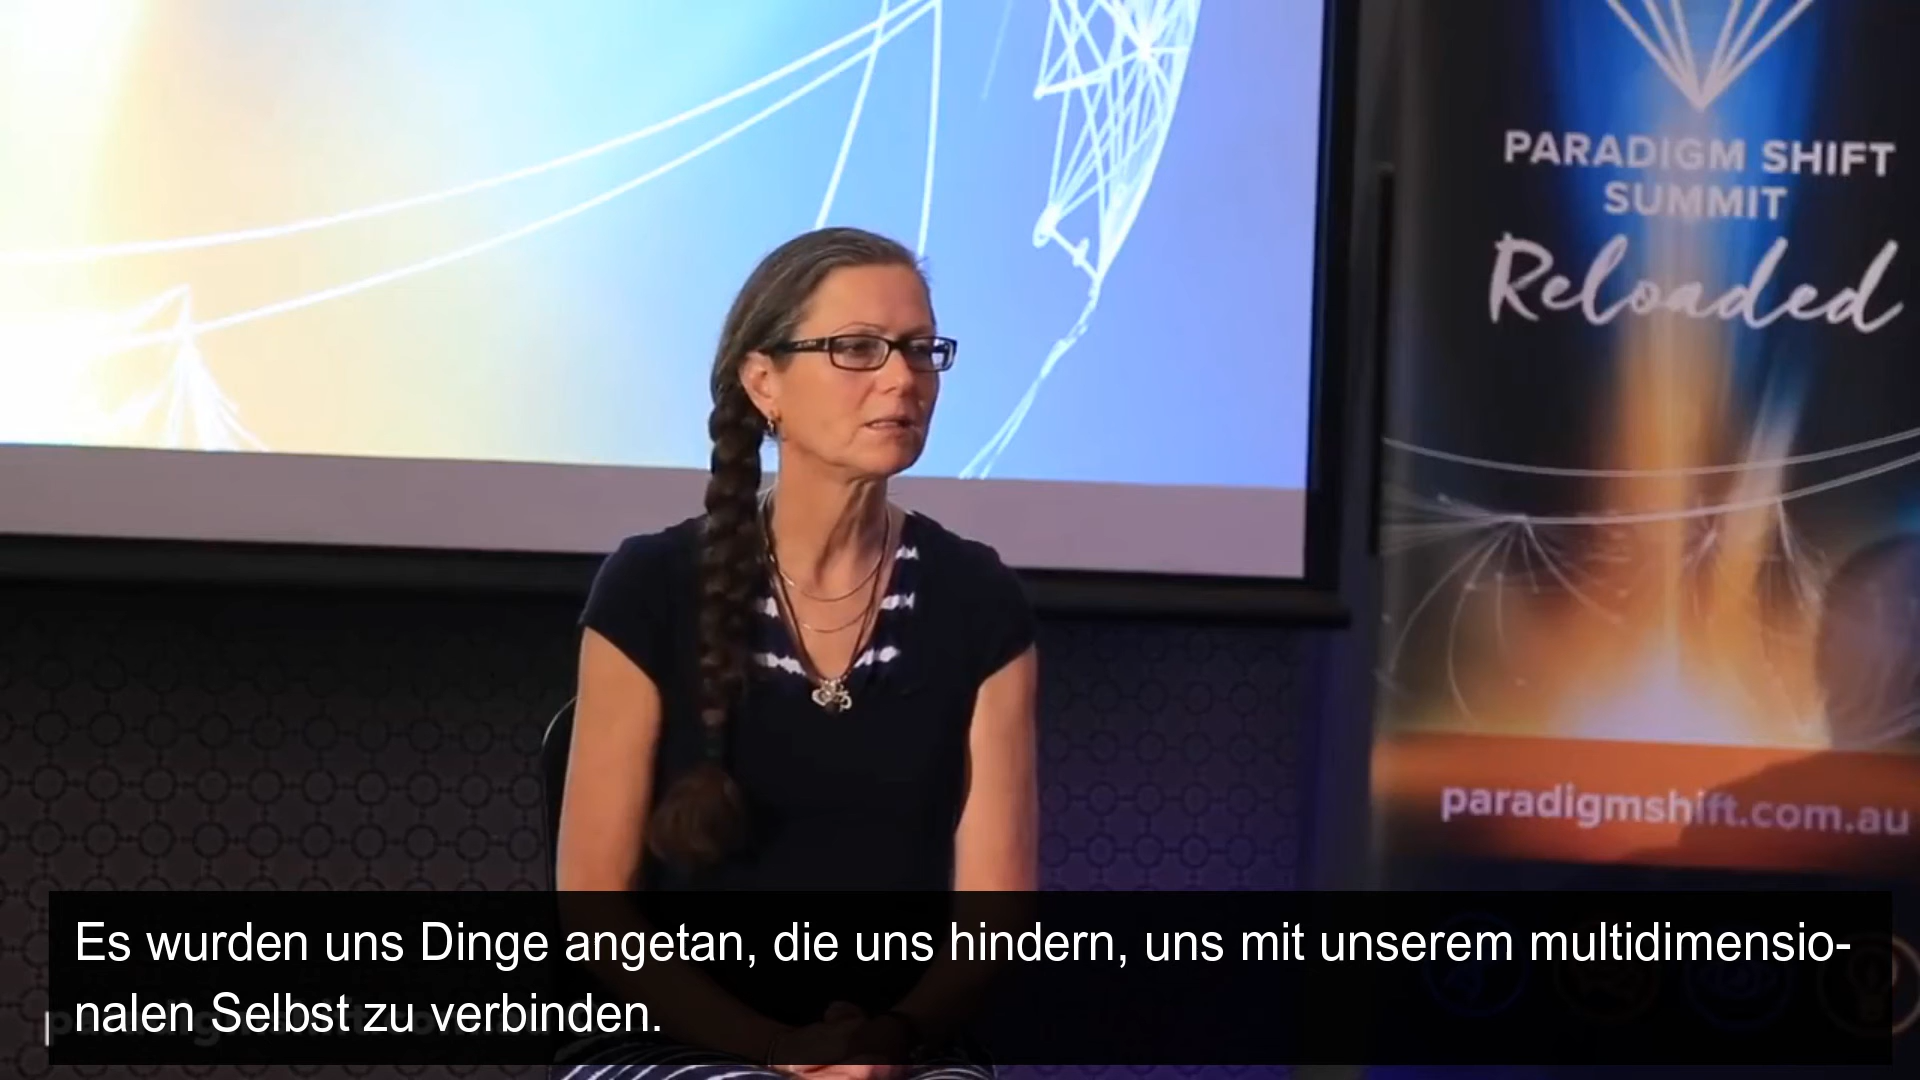 PARADIGM SHIFT
SUMMIT
Reloaded
paradigmshift.com.au
Es wurden uns Dinge angetan, die uns hindern, uns mit unserem multidimensio-
nalen Selbst zu verbinden.